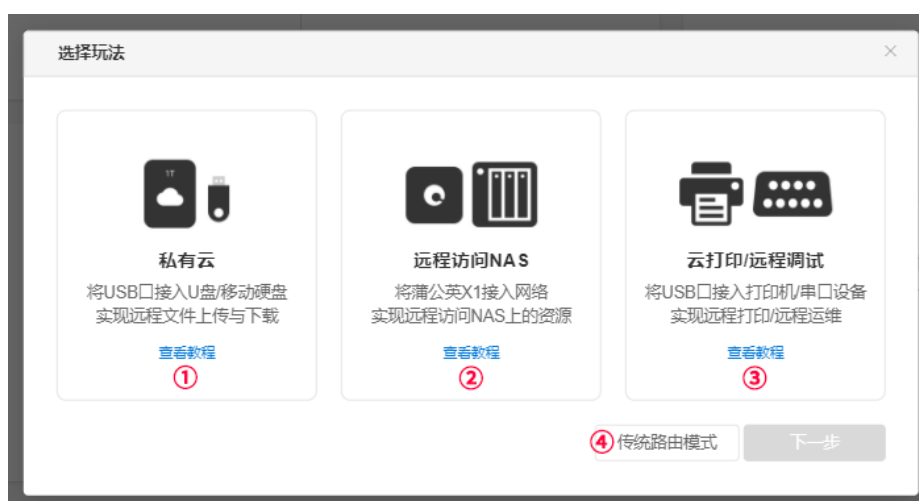 选择玩法
1T
私有云
将USB口接入U盘/移动硬盘
实现远程文件上传与下载
查看教程
①
远程访问NAS
将蒲公英X1接入网络
实现远程访问NAS上的资源
查看教程
②
云打印/远程调试
将USB口接入打印机/串口设备
实现远程打印/远程运维
查看教程
③
④ 传统路由模式
下一步